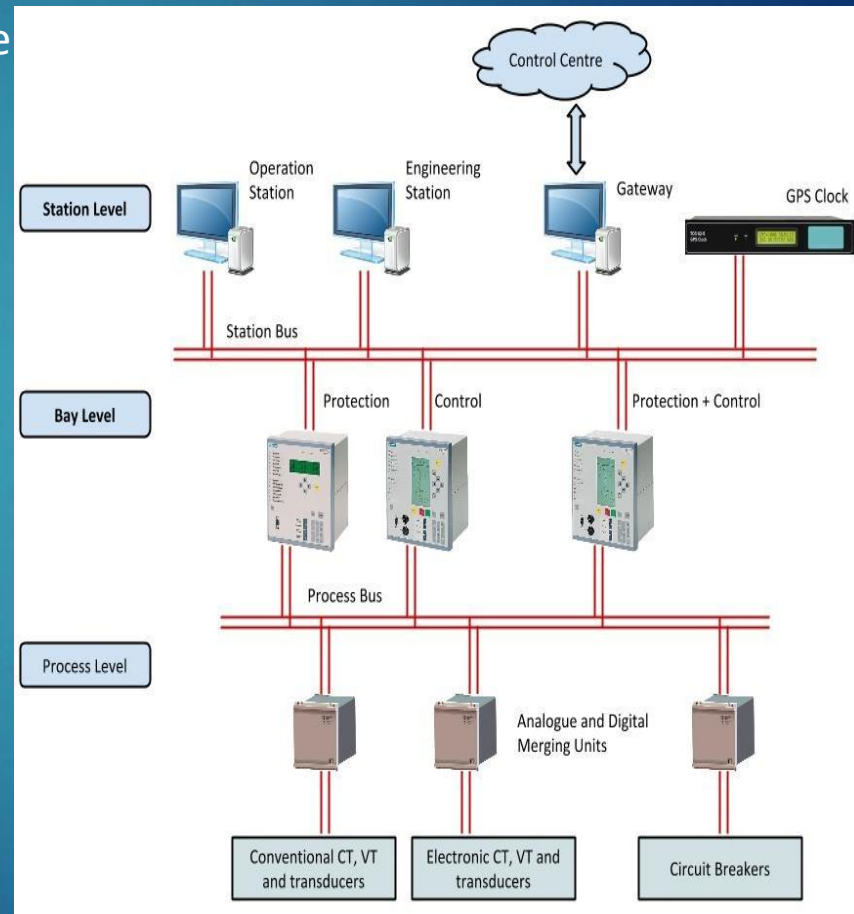 e
Control Centre
Operation
Station
Engineering
Station
Gateway
GPS Clock
Station Level
GPS Clock
Station Bus
Bay Level
Protection
Control
Protection + Control
Process Bus
Process Level
Analogue and Digital
Merging Units
Conventional CT, VT
and transducers
Electronic CT, VT and
transducers
Circuit Breakers